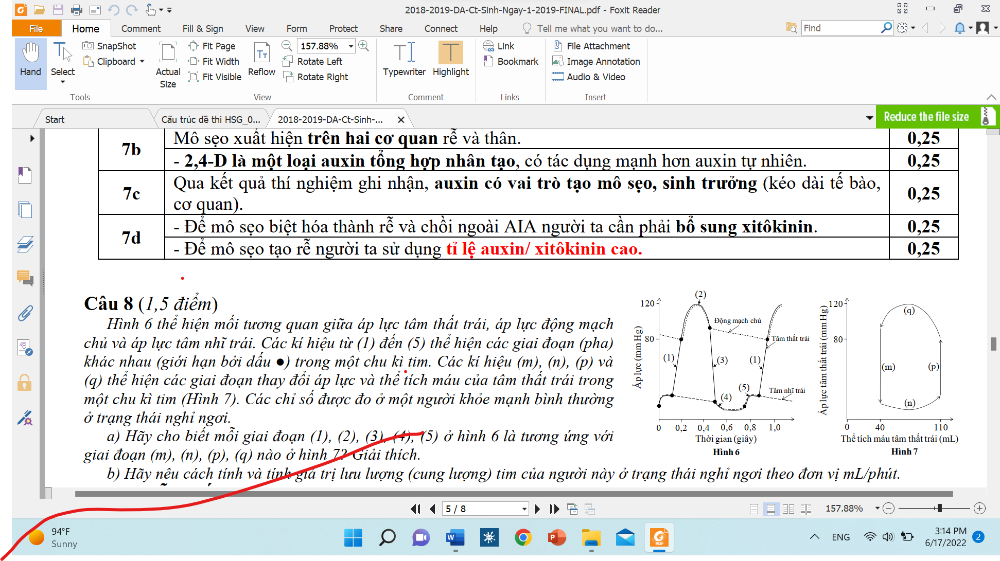 2018-2019-DA-Ct-Sinh-Ngay-1-2019-FINAL.pdf - Foxit Reader
File Home Comment Fill & Sign View Form Protect Share Connect Help Tell me what you want to do... Find
Hand
Select
SnapShot
Clipboard
Tools
Actual Size
Fit Page
Fit Width
Fit Visible
Reflow
157.88%
Rotate Left
Rotate Right
View
Typewriter
Highlight
Comment
Link
Bookmark
Links
File Attachment
Image Annotation
Audio & Video
Insert
Start
Cấu trúc đề thi HSG_0...
2018-2019-DA-Ct-Sinh-...
Reduce the file size
7b
Mô sẹo xuất hiện trên hai cơ quan rễ và thân. 0,25
- 2,4-D là một loại auxin tổng hợp nhân tạo, có tác dụng mạnh hơn auxin tự nhiên. 0,25
7c
Qua kết quả thí nghiệm ghi nhận, auxin có vai trò tạo mô sẹo, sinh trưởng (kéo dài tế bào,
cơ quan).
0,25
7d
- Để mô sẹo biệt hóa thành rễ và chồi ngoài AIA người ta cần phải bổ sung xitôkinin. 0,25
- Để mô sẹo tạo rễ người ta sử dụng tỉ lệ auxin/ xitôkinin cao. 0,25
Câu 8 (1,5 điểm)
Hình 6 thể hiện mối tương quan giữa áp lực tâm thất trái, áp lực động mạch
chủ và áp lực tâm nhĩ trái. Các kí hiệu từ (1) đến (5) thể hiện các giai đoạn (pha)
khác nhau (giới hạn bởi dấu ●) trong một chu kì tim. Các kí hiệu (m), (n), (p) và
(q) thể hiện các giai đoạn thay đổi áp lực và thể tích máu của tâm thất trái trong
một chu kì tim (Hình 7). Các chỉ số được đo ở một người khỏe mạnh bình thường
ở trạng thái nghỉ ngơi.
a) Hãy cho biết mỗi giai đoạn (1), (2), (3), (4), (5) ở hình 6 là tương ứng với
giai đoạn (m), (n), (p), (q) nào ở hình 7? Giải thích.
b) Hãy nêu cách tính và tính giá trị lưu lượng (cung lượng) tim của người này ở trạng thái nghỉ ngơi theo đơn vị mL/phút.
Áp lực (mm Hg)
120
80
(2)
Động mạch chủ
Tâm thất trái
(1)
(3)
(1)
(5)
(4)
Tâm nhĩ trái
0 0,2 0,4 0,6 0,8 1,0
Thời gian (giây)
Hình 6
Áp lực tâm thất trái (mm Hg)
120
80
(q)
(m)
(p)
(n)
0 40 110
Thể tích máu tâm thất trái (mL)
Hình 7
5 / 8
157.88%
94°F
Sunny
ENG
3:14 PM
6/17/2022
2